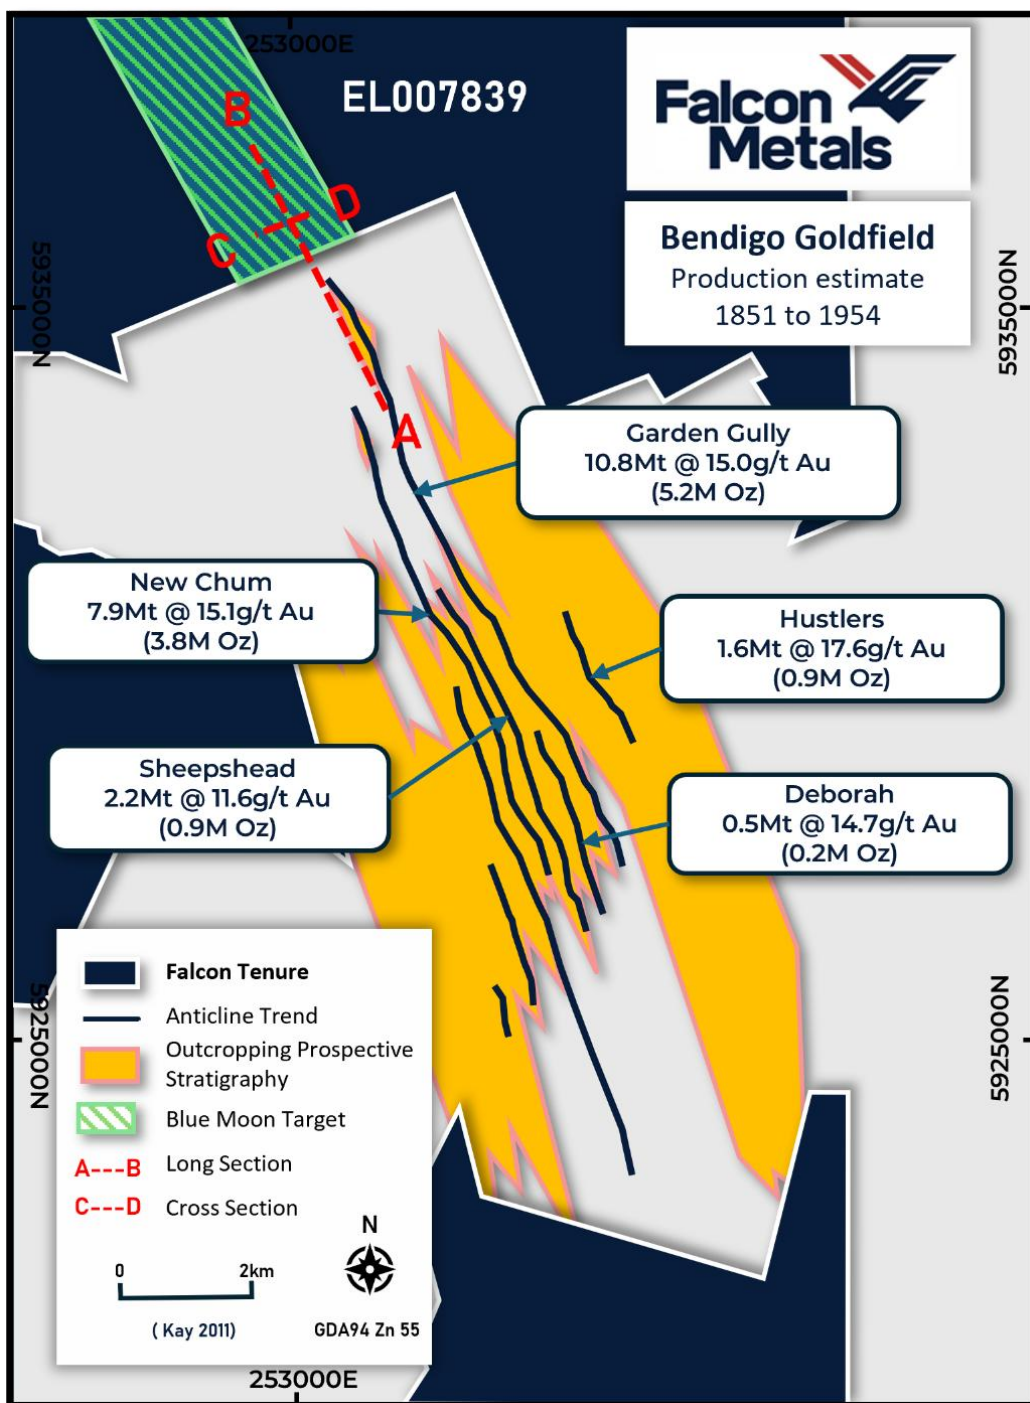 253000E
EL007839
Falcon
Metals
B
D
C
Bendigo Goldfield
Production estimate
1851 to 1954
5935000N
5935000N
A
Garden Gully
10.8Mt @ 15.0g/t Au
(5.2M Oz)
New Chum
7.9Mt @ 15.1g/t Au
(3.8M Oz)
Hustlers
1.6Mt @ 17.6g/t Au
(0.9M Oz)
Sheepshead
2.2Mt @ 11.6g/t Au
(0.9M Oz)
Deborah
0.5Mt @ 14.7g/t Au
(0.2M Oz)
5925000N
5925000N
Falcon Tenure
Anticline Trend
Outcropping Prospective
Stratigraphy
Blue Moon Target
A---B Long Section
C---D Cross Section
N
0 2km
( Kay 2011)
GDA94 Zn 55
253000E